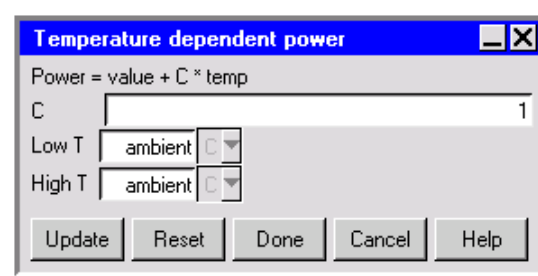 Temperature dependent power
Power = value + C * temp
C 1
Low T ambient C
High T ambient C
Update Reset Done Cancel Help